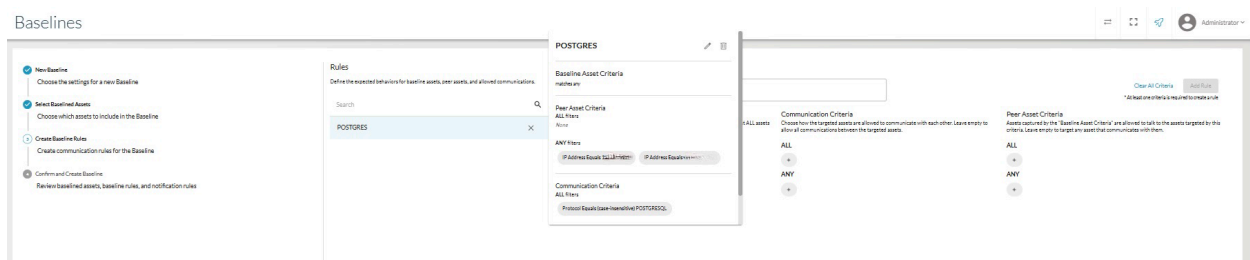 Baselines
Administrator
New Baseline
Choose the settings for a new Baseline
Select Baselined Assets
Choose which assets to include in the Baseline
3
Create Baseline Rules
Create communication rules for the Baseline
4
Confirm and Create Baseline
Review baselined assets, baseline rules, and notification rules
Rules
Define the expected behaviors for baseline assets, peer assets, and allowed communications.
Search
POSTGRES
POSTGRES
Baseline Asset Criteria
matches any
Peer Asset Criteria
ALL filters
None
ANY filters
IP Address Equals
IP Address Equals
Communication Criteria
ALL filters
Protocol Equals (case-insensitive) POSTGRESQL
Clear All Criteria
Add Rule
* At least one criteria is required to create a rule
t ALL assets
Communication Criteria
Choose how the targeted assets are allowed to communicate with each other. Leave empty to
allow all communications between the targeted assets.
ALL
+
ANY
+
Peer Asset Criteria
Assets captured by the "Baseline Asset Criteria" are allowed to talk to the assets targeted by this
criteria. Leave empty to target any asset that communicates with them.
ALL
+
ANY
+